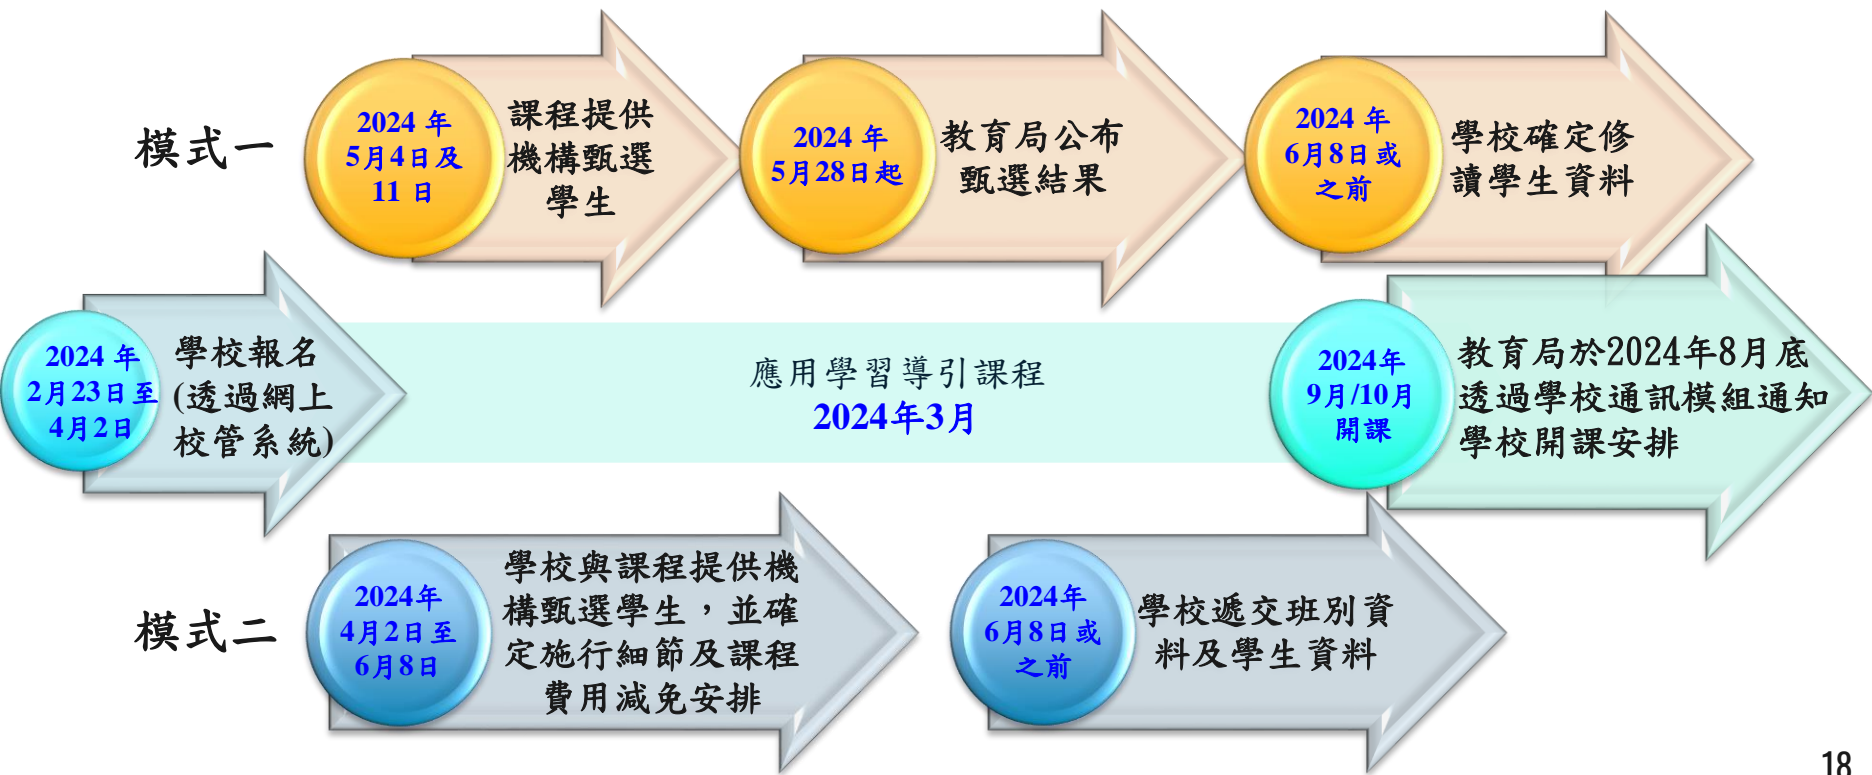 模式一
2024 年
5月4日及
11 日
課程提供
機構甄選
學生
2024 年
5月28日起
教育局公布
甄選結果
2024 年
6月8日或
之前
學校確定修
讀學生資料
2024 年
2月23日至
4月2日
學校報名
(透過網上
校管系統)
應用學習導引課程
2024年3月
2024年
9月/10月
開課
教育局於2024年8月底
透過學校通訊模組通知
學校開課安排
模式二
2024年
4月2日至
6月8日
學校與課程提供機
構甄選學生，並確
定施行細節及課程
費用減免安排
2024年
6月8日或
之前
學校遞交班別資
料及學生資料
18